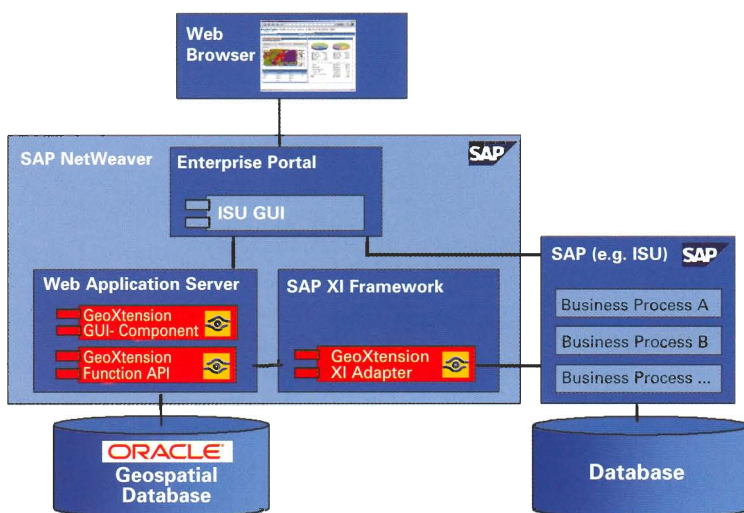 Web
Browser
SAP NetWeaver
SAP
Enterprise Portal
ISU GUI
Web Application Server
GeoXtension
GUI- Component
GeoXtension
Function API
SAP XI Framework
GeoXtension
XI Adapter
SAP (e.g. ISU)
SAP
Business Process A
Business Process B
Business Process ...
ORACLE®
Geospatial
Database
Database